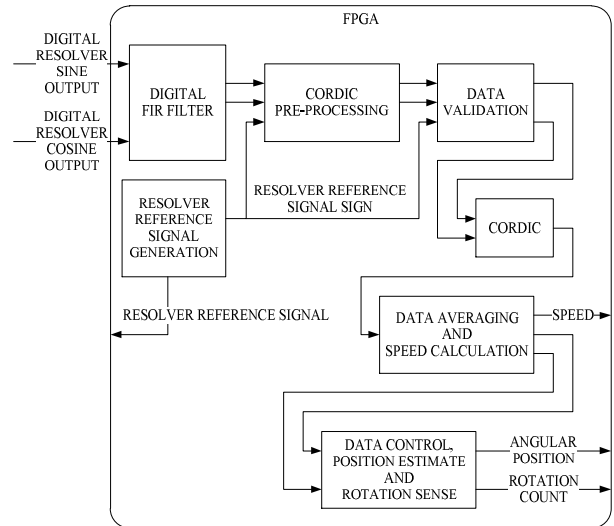 FPGA
DIGITAL
RESOLVER
SINE
OUTPUT
DIGITAL
RESOLVER
COSINE
OUTPUT
DIGITAL
FIR FILTER
CORDIC
PRE-PROCESSING
DATA
VALIDATION
RESOLVER
REFERENCE
SIGNAL
GENERATION
RESOLVER REFERENCE
SIGNAL SIGN
CORDIC
RESOLVER REFERENCE SIGNAL
DATA AVERAGING
AND
SPEED CALCULATION
SPEED
DATA CONTROL,
POSITION ESTIMATE
AND
ROTATION SENSE
ANGULAR
POSITION
ROTATION
COUNT